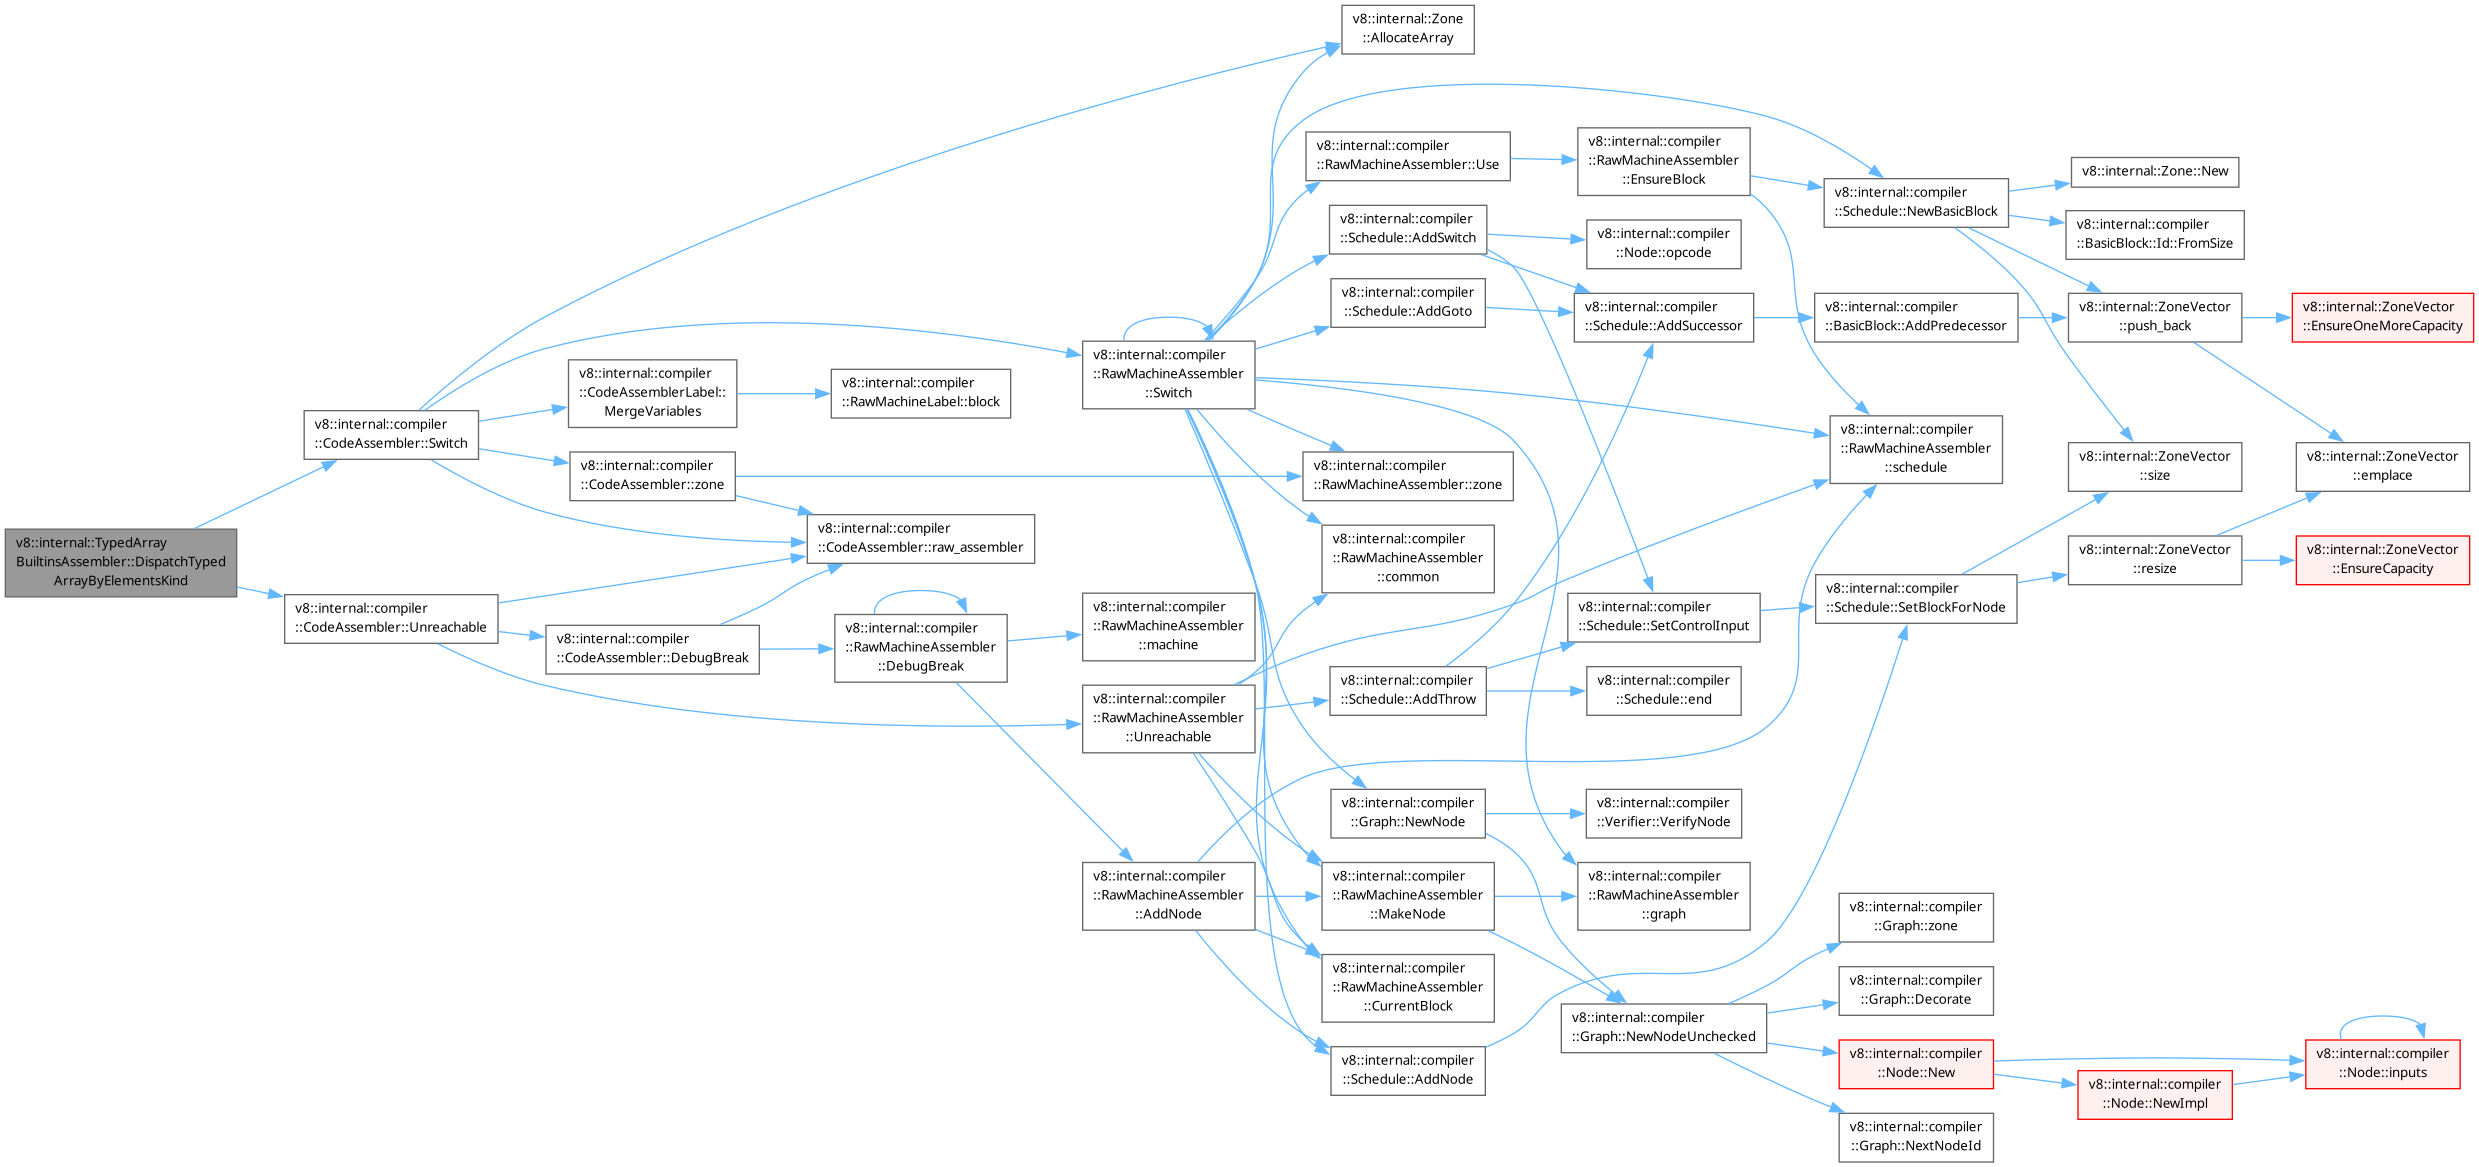 v8::internal::TypedArray
BuiltinsAssembler::DispatchTyped
ArrayByElementsKind
v8::internal::compiler
::CodeAssembler::Switch
v8::internal::compiler
::CodeAssembler::Unreachable
v8::internal::compiler
::CodeAssemblerLabel::
MergeVariables
v8::internal::compiler
::CodeAssembler::zone
v8::internal::compiler
::CodeAssembler::DebugBreak
v8::internal::compiler
::RawMachineLabel::block
v8::internal::compiler
::CodeAssembler::raw_assembler
v8::internal::compiler
::RawMachineAssembler
::DebugBreak
v8::internal::compiler
::RawMachineAssembler
::Switch
v8::internal::compiler
::RawMachineAssembler
::machine
v8::internal::compiler
::RawMachineAssembler
::Unreachable
v8::internal::compiler
::RawMachineAssembler
::AddNode
v8::internal::Zone
::AllocateArray
v8::internal::compiler
::RawMachineAssembler::Use
v8::internal::compiler
::Schedule::AddSwitch
v8::internal::compiler
::Schedule::AddGoto
v8::internal::compiler
::RawMachineAssembler::zone
v8::internal::compiler
::RawMachineAssembler
::common
v8::internal::compiler
::Schedule::AddThrow
v8::internal::compiler
::Graph::NewNode
v8::internal::compiler
::RawMachineAssembler
::MakeNode
v8::internal::compiler
::RawMachineAssembler
::CurrentBlock
v8::internal::compiler
::Schedule::AddNode
v8::internal::compiler
::RawMachineAssembler
::EnsureBlock
v8::internal::compiler
::Node::opcode
v8::internal::compiler
::Schedule::AddSuccessor
v8::internal::compiler
::Schedule::SetControlInput
v8::internal::compiler
::Schedule::end
v8::internal::compiler
::Verifier::VerifyNode
v8::internal::compiler
::RawMachineAssembler
::graph
v8::internal::compiler
::Graph::NewNodeUnchecked
v8::internal::compiler
::Schedule::NewBasicBlock
v8::internal::compiler
::BasicBlock::AddPredecessor
v8::internal::compiler
::RawMachineAssembler
::schedule
v8::internal::compiler
::Schedule::SetBlockForNode
v8::internal::compiler
::Graph::zone
v8::internal::compiler
::Graph::Decorate
v8::internal::compiler
::Node::New
v8::internal::compiler
::Graph::NextNodeId
v8::internal::Zone::New
v8::internal::compiler
::BasicBlock::Id::FromSize
v8::internal::ZoneVector
::push_back
v8::internal::ZoneVector
::size
v8::internal::ZoneVector
::resize
v8::internal::compiler
::Node::NewImpl
v8::internal::ZoneVector
::EnsureOneMoreCapacity
v8::internal::ZoneVector
::emplace
v8::internal::ZoneVector
::EnsureCapacity
v8::internal::compiler
::Node::inputs